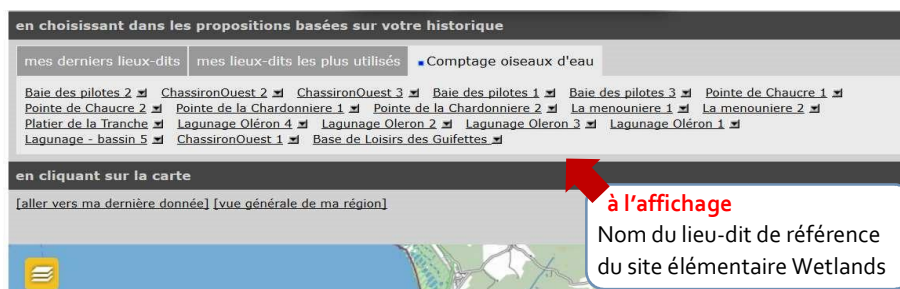 en choisissant dans les propositions basées sur votre historique
mes derniers lieux-dits mes lieux-dits les plus utilisés Comptage oiseaux d'eau
Baie des pilotes 2 ChassironOuest 2 ChassironOuest 3 Baie des pilotes 1 Baie des pilotes 3 Pointe de Chaucre 1
Pointe de Chaucre 2 Pointe de la Chardonniere 1 Pointe de la Chardonniere 2 La menouniere 1 La menouniere 2
Platier de la Tranche Lagunage Oléron 4 Lagunage Oleron 2 Lagunage Oleron 3 Lagunage Oléron 1
Lagunage - bassin 5 ChassironOuest 1 Base de Loisirs des Guifettes
en cliquant sur la carte
[aller vers ma dernière donnée] [vue générale de ma région]
à l'affichage
Nom du lieu-dit de référence
du site élémentaire Wetlands